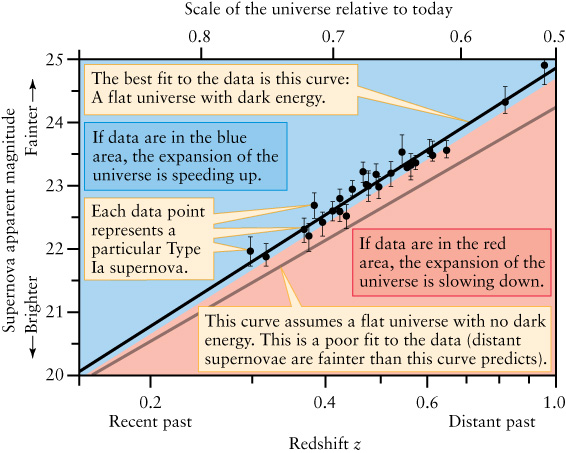 Scale of the universe relative to today
0.8
0.7
0.6
0.5
25
24
23
22
21
20
Supernova apparent magnitude
Fainter →
← Brighter
The best fit to the data is this curve:
A flat universe with dark energy.
If data are in the blue
area, the expansion of the
universe is speeding up.
Each data point
represents a
particular Type
Ia supernova.
If data are in the red
area, the expansion of the
universe is slowing down.
This curve assumes a flat universe with no dark
energy. This is a poor fit to the data (distant
supernovae are fainter than this curve predicts).
0.2
0.4
0.6
1.0
Recent past
Distant past
Redshift z